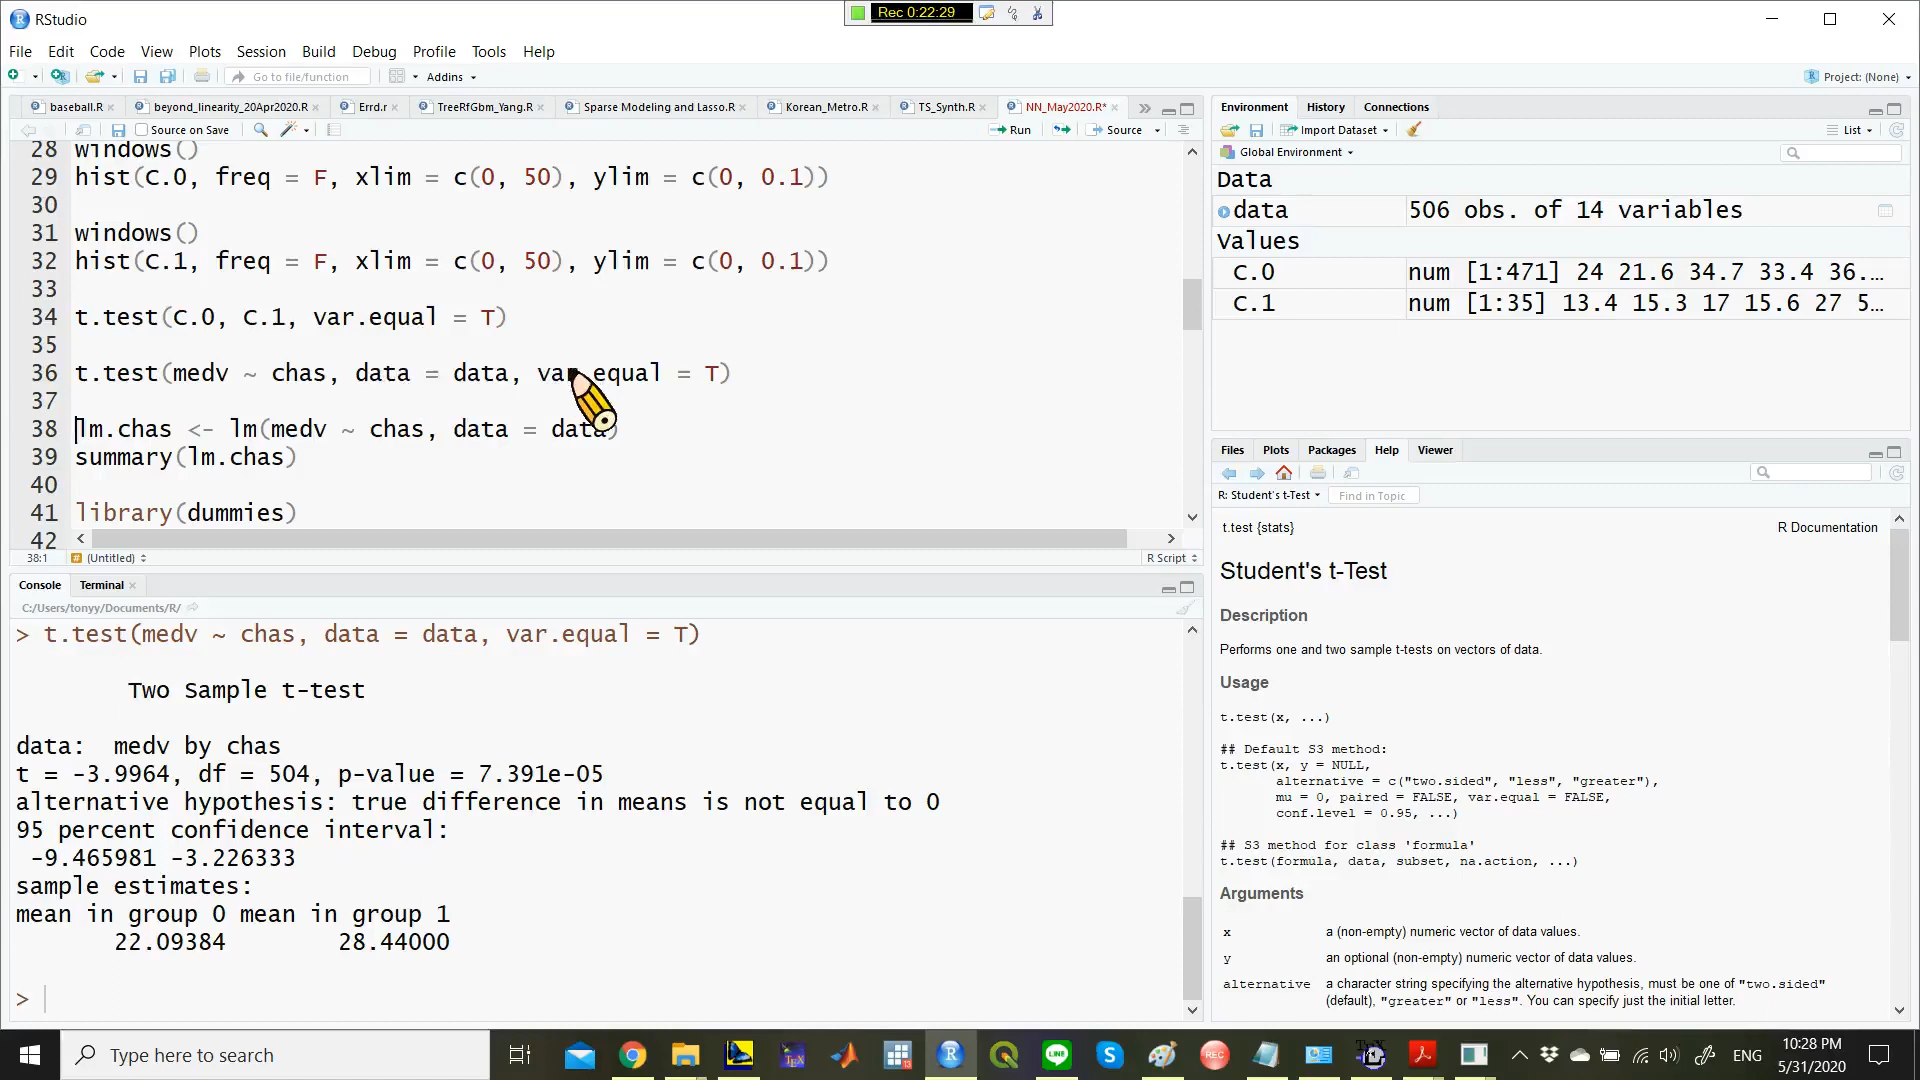 RStudio
Rec 0:22:29
File Edit Code View Plots Session Build Debug Profile Tools Help
Go to file/function Addins Project: (None)
baseball.R beyond_linearity_20Apr2020.R Errd.r TreeRfGbm_Yang.R Sparse Modeling and Lasso.R Korean_Metro.R TS_Synth.R NN_May2020.R*
Source on Save Run Source
28 windows()
29 hist(C.0, freq = F, xlim = c(0, 50), ylim = c(0, 0.1))
30
31 windows()
32 hist(C.1, freq = F, xlim = c(0, 50), ylim = c(0, 0.1))
33
34 t.test(C.0, C.1, var.equal = T)
35
36 t.test(medv ~ chas, data = data, var.equal = T)
37
38 lm.chas <- lm(medv ~ chas, data = data)
39 summary(lm.chas)
40
41 library(dummies)
42
38:1 (Untitled) R Script
Console Terminal
C:/Users/tonyy/Documents/R/
> t.test(medv ~ chas, data = data, var.equal = T)
Two Sample t-test
data: medv by chas
t = -3.9964, df = 504, p-value = 7.391e-05
alternative hypothesis: true difference in means is not equal to 0
95 percent confidence interval:
-9.465981 -3.226333
sample estimates:
mean in group 0 mean in group 1
22.09384 28.44000
>
Environment History Connections
Import Dataset List
Global Environment
Data
data 506 obs. of 14 variables
Values
C.0 num [1:471] 24 21.6 34.7 33.4 36...
C.1 num [1:35] 13.4 15.3 17 15.6 27 5...
Files Plots Packages Help Viewer
R: Student's t-Test Find in Topic
t.test {stats} R Documentation
Student's t-Test
Description
Performs one and two sample t-tests on vectors of data.
Usage
t.test(x, ...)
## Default S3 method:
t.test(x, y = NULL,
alternative = c("two.sided", "less", "greater"),
mu = 0, paired = FALSE, var.equal = FALSE,
conf.level = 0.95, ...)
## S3 method for class 'formula'
t.test(formula, data, subset, na.action, ...)
Arguments
x a (non-empty) numeric vector of data values.
y an optional (non-empty) numeric vector of data values.
alternative a character string specifying the alternative hypothesis, must be one of "two.sided"
(default), "greater" or "less". You can specify just the initial letter.
Type here to search
ENG
10:28 PM
5/31/2020